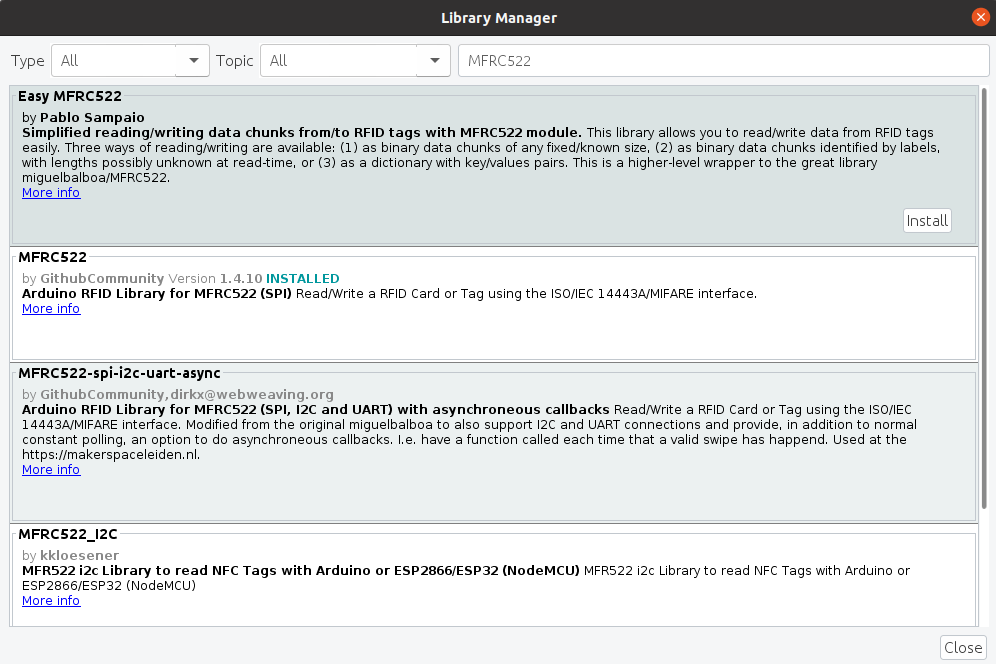 Library Manager
Type All Topic All MFRC522
Easy MFRC522
by Pablo Sampaio
Simplified reading/writing data chunks from/to RFID tags with MFRC522 module. This library allows you to read/write data from RFID tags
easily. Three ways of reading/writing are available: (1) as binary data chunks of any fixed/known size, (2) as binary data chunks identified by labels,
with lengths possibly unknown at read-time, or (3) as a dictionary with key/values pairs. This is a higher-level wrapper to the great library
miguelbalboa/MFRC522.
More info
Install
MFRC522
by GithubCommunity Version 1.4.10 INSTALLED
Arduino RFID Library for MFRC522 (SPI) Read/Write a RFID Card or Tag using the ISO/IEC 14443A/MIFARE interface.
More info
MFRC522-spi-i2c-uart-async
by GithubCommunity,dirkx@webweaving.org
Arduino RFID Library for MFRC522 (SPI, I2C and UART) with asynchronous callbacks Read/Write a RFID Card or Tag using the ISO/IEC
14443A/MIFARE interface. Modified from the original miguelbalboa to also support I2C and UART connections and provide, in addition to normal
constant polling, an option to do asynchronous callbacks. I.e. have a function called each time that a valid swipe has happend. Used at the
https://makerspaceleiden.nl.
More info
MFRC522_I2C
by kkloesener
MFR522 i2c Library to read NFC Tags with Arduino or ESP2866/ESP32 (NodeMCU) MFR522 i2c Library to read NFC Tags with Arduino or
ESP2866/ESP32 (NodeMCU)
More info
Close